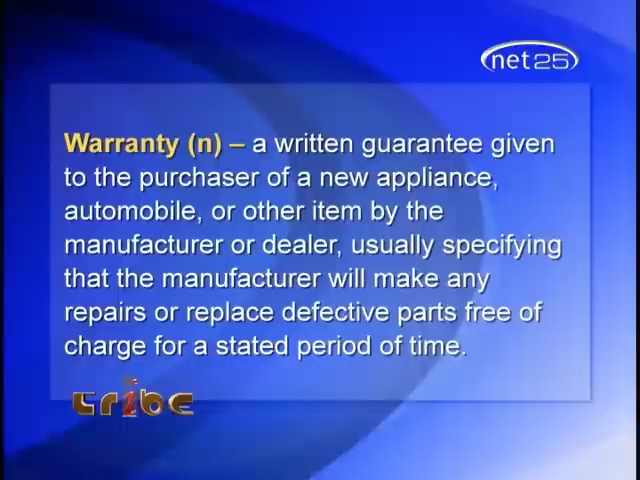 net25
Warranty (n) – a written guarantee given
to the purchaser of a new appliance,
automobile, or other item by the
manufacturer or dealer, usually specifying
that the manufacturer will make any
repairs or replace defective parts free of
charge for a stated period of time.
tribe